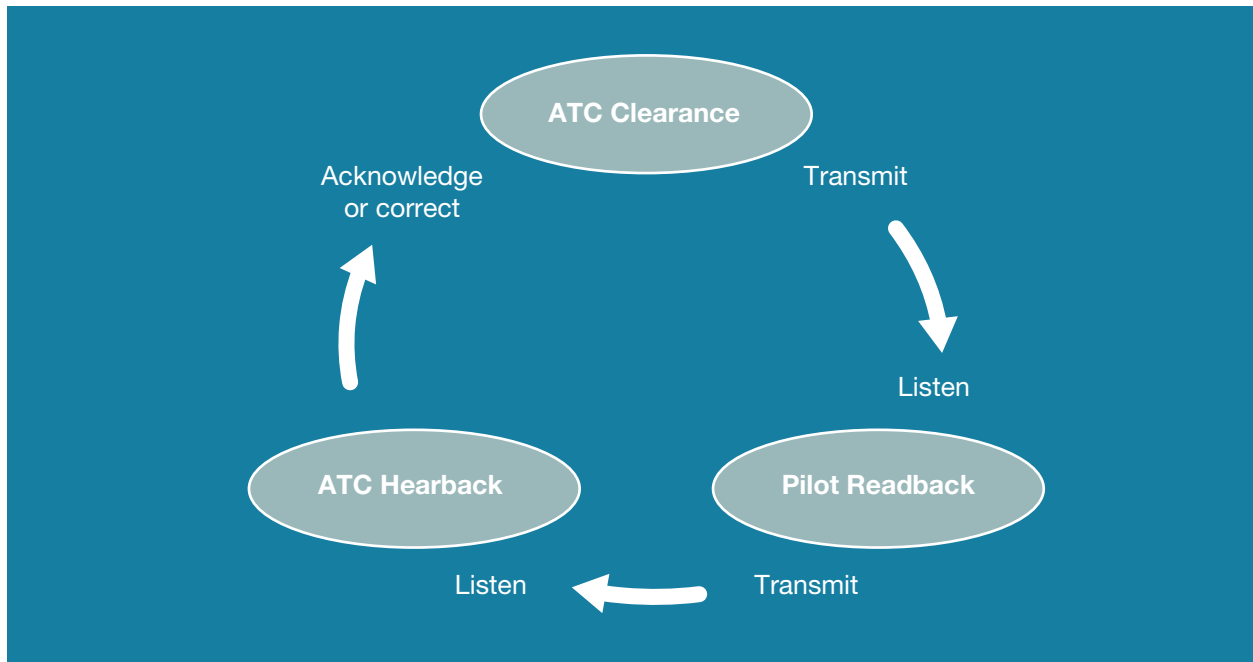 ATC Clearance
Transmit
Listen
Pilot Readback
Transmit
Listen
ATC Hearback
Acknowledge
or correct